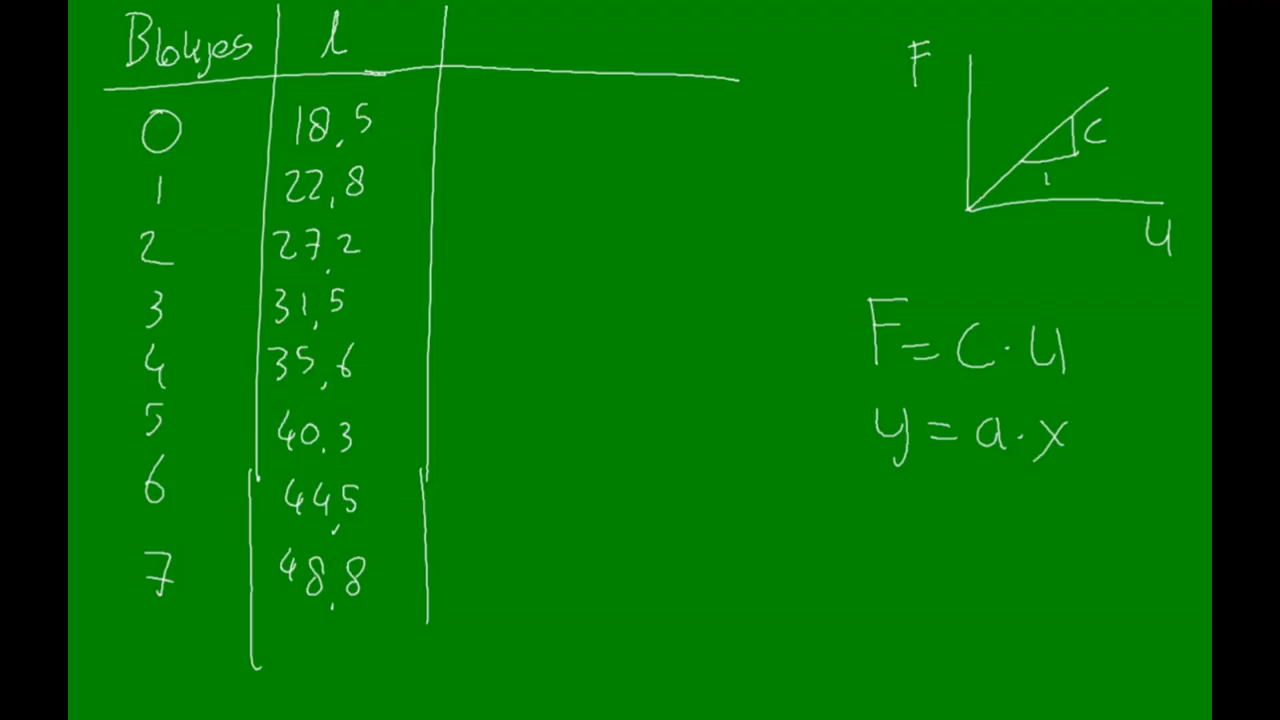 Blokjes l
0 18,5
1 22,8
2 27,2
3 31,5
4 35,6
5 40,3
6 44,5
7 48,8
F
C
1
u
F = C · u
y = a · x